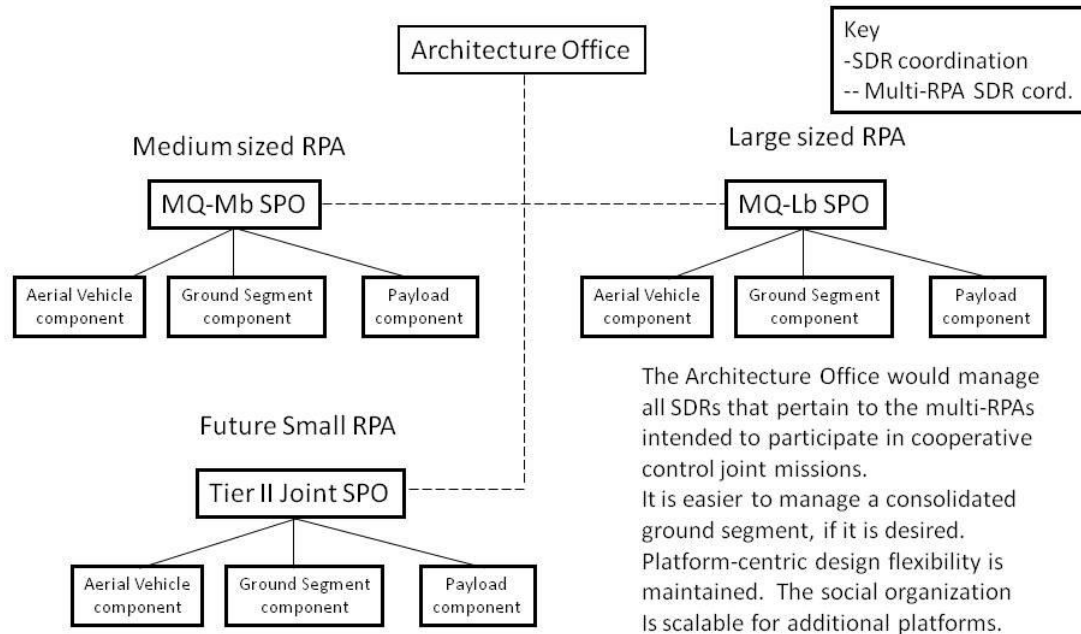 Architecture Office
Key
-SDR coordination
-- Multi-RPA SDR cord.
Medium sized RPA
Large sized RPA
MQ-Mb SPO
MQ-Lb SPO
Aerial Vehicle
component
Ground Segment
component
Payload
component
Aerial Vehicle
component
Ground Segment
component
Payload
component
The Architecture Office would manage
all SDRs that pertain to the multi-RPAs
intended to participate in cooperative
control joint missions.
It is easier to manage a consolidated
ground segment, if it is desired.
Platform-centric design flexibility is
maintained. The social organization
Is scalable for additional platforms.
Future Small RPA
Tier II Joint SPO
Aerial Vehicle
component
Ground Segment
component
Payload
component